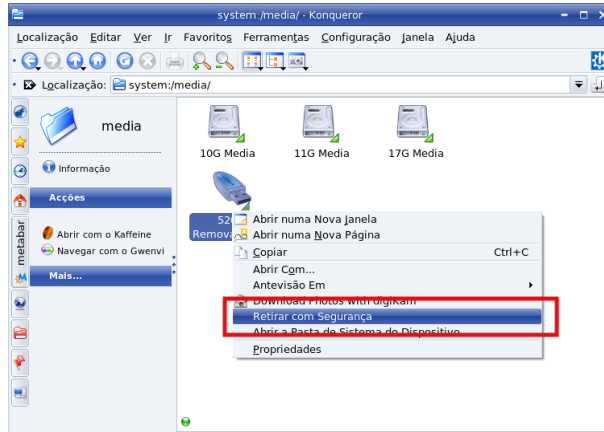 system:/media/ - Konqueror
Localização Editar Ver Ir Favoritos Ferramentas Configuração Janela Ajuda
Localização: system:/media/
media
Informação
Acções
Abrir com o Kaffeine
Navegar com o Gwenvi
Mais...
metabar
10G Media
11G Media
17G Media
52
Remova
Abrir numa Nova Janela
Abrir numa Nova Página
Copiar Ctrl+C
Abrir Com...
Antevisão Em
Download Photos with digiKam
Retirar com Segurança
Abrir a Pasta de Sistema do Dispositivo
Propriedades